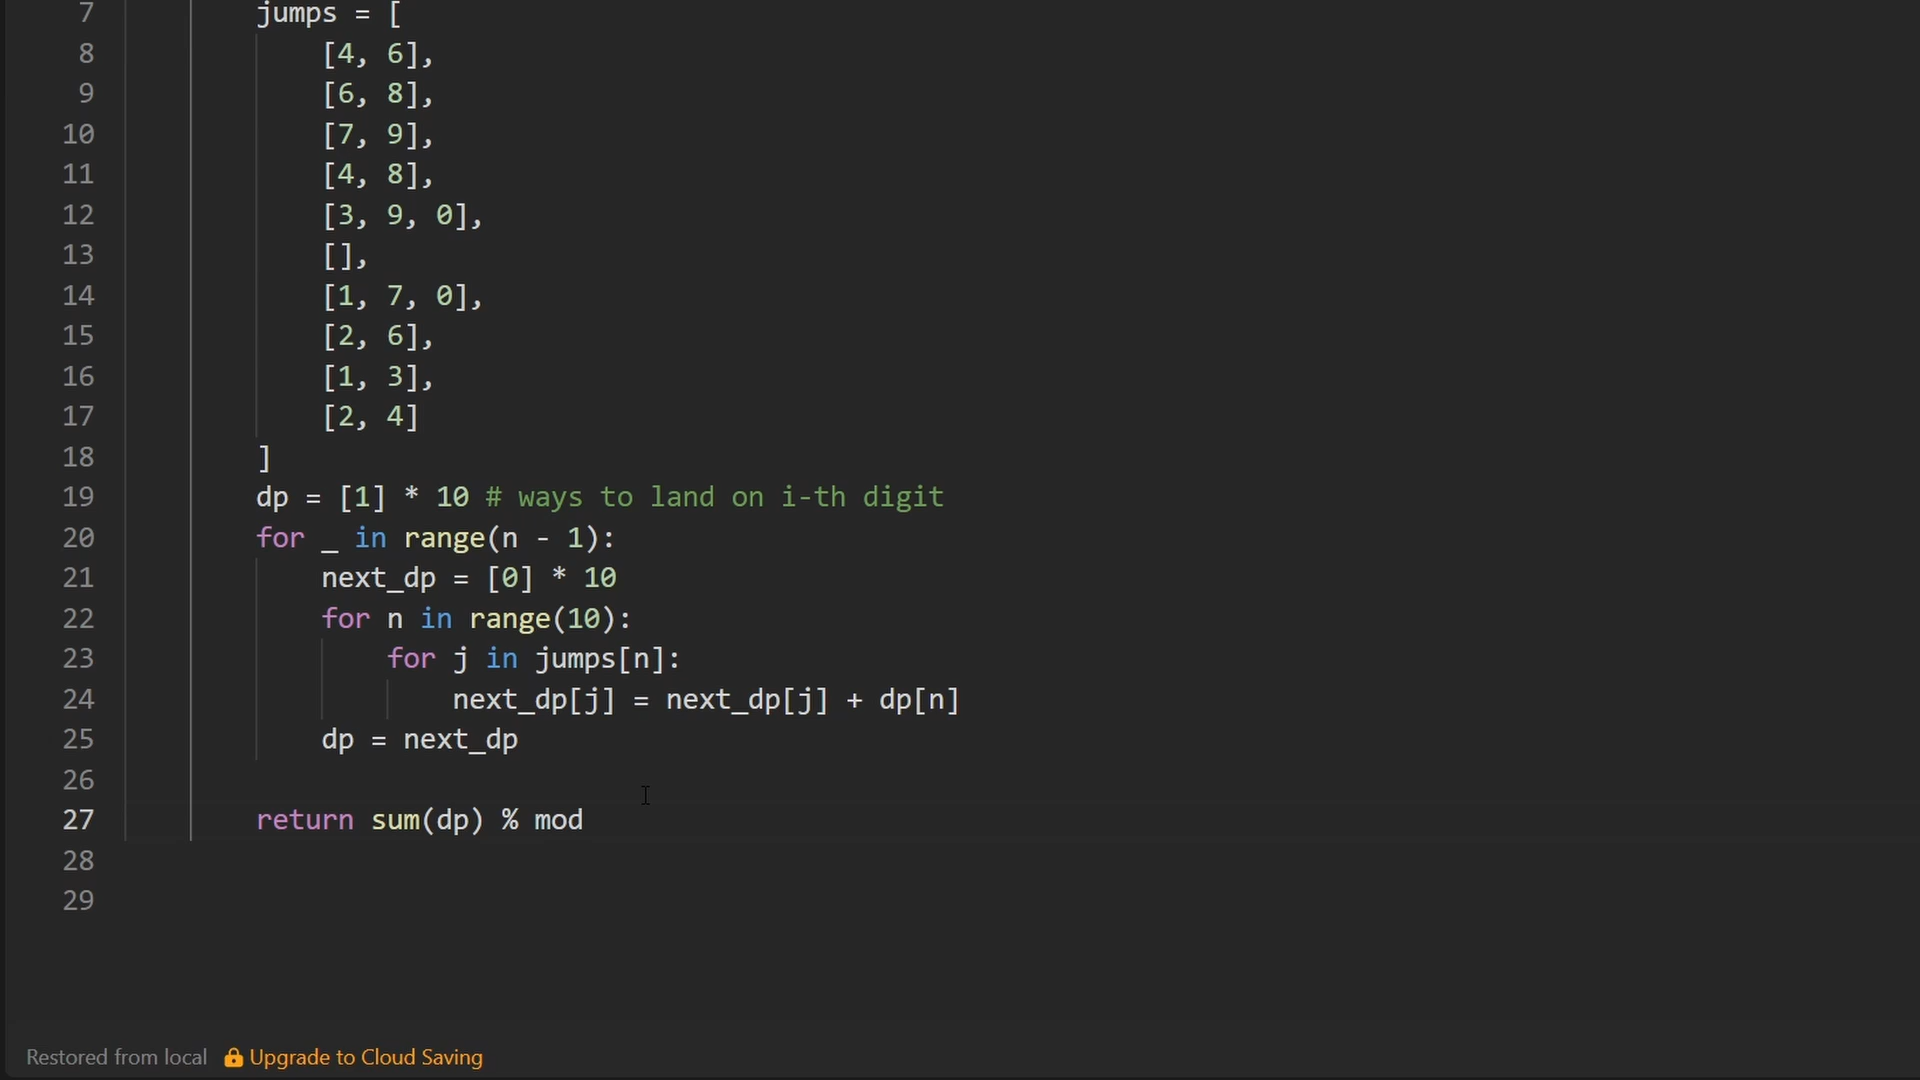 7 jumps = [
8 [4, 6],
9 [6, 8],
10 [7, 9],
11 [4, 8],
12 [3, 9, 0],
13 [],
14 [1, 7, 0],
15 [2, 6],
16 [1, 3],
17 [2, 4]
18 ]
19 dp = [1] * 10 # ways to land on i-th digit
20 for _ in range(n - 1):
21 next_dp = [0] * 10
22 for n in range(10):
23 for j in jumps[n]:
24 next_dp[j] = next_dp[j] + dp[n]
25 dp = next_dp
26
27 return sum(dp) % mod
28
29
Restored from local Upgrade to Cloud Saving